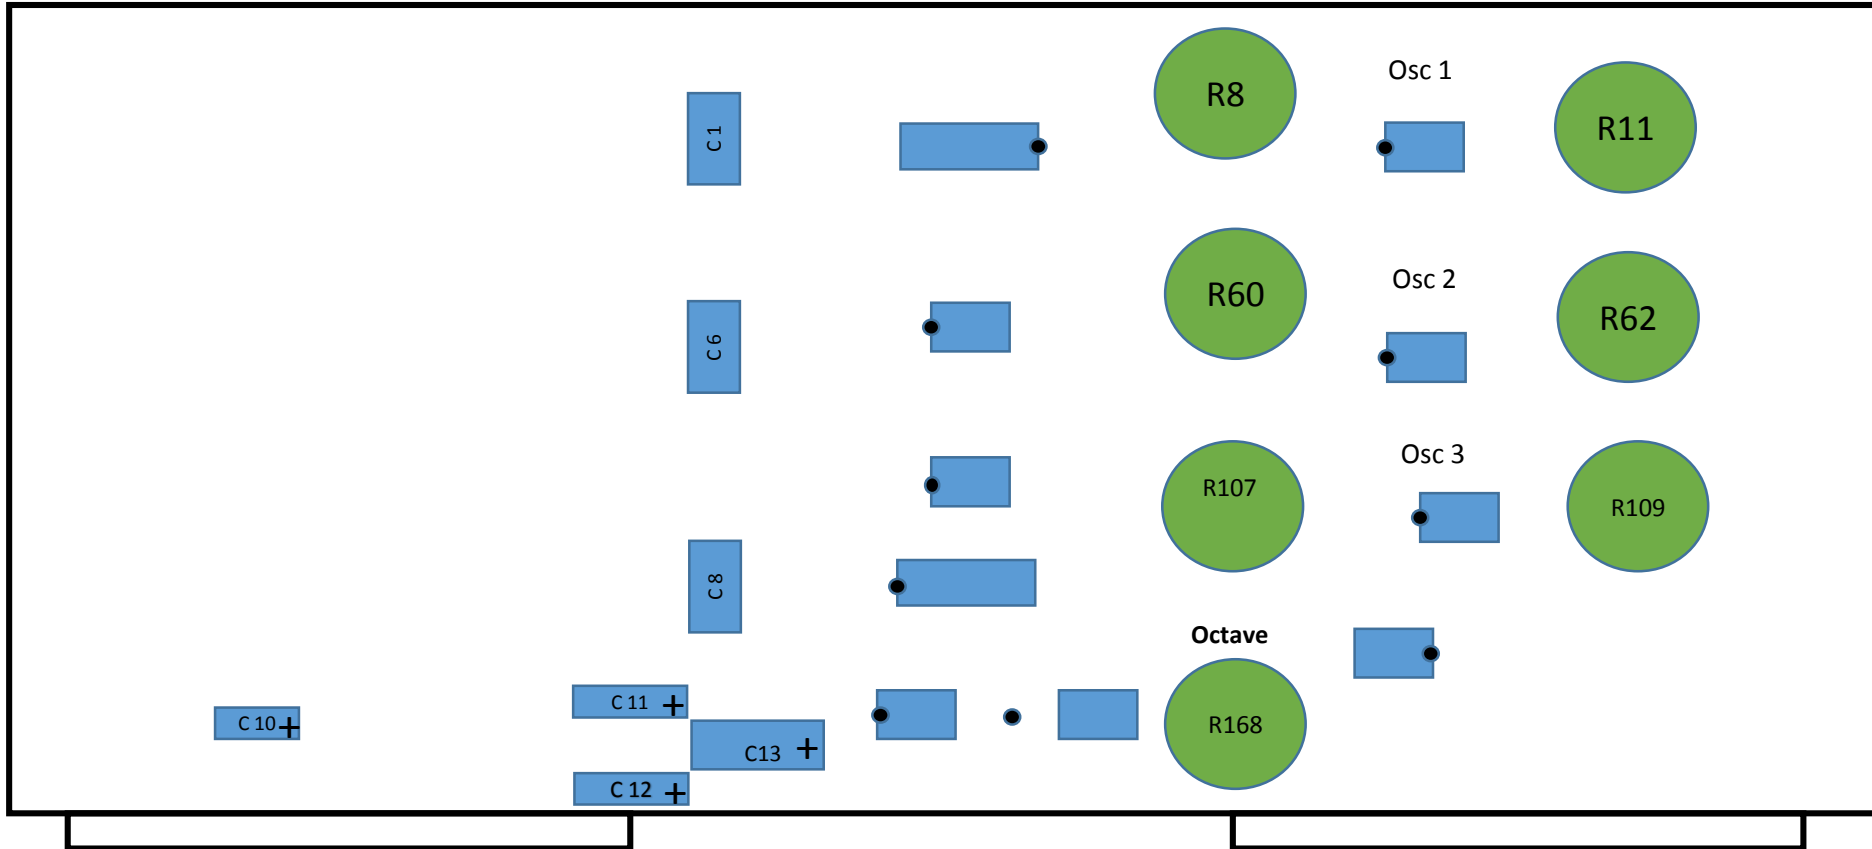 Osc 1
R8
R11
C 1
Osc 2
R60
R62
C 6
Osc 3
R107
R109
C 8
Octave
C 11
C 10
R168
C13
C 12